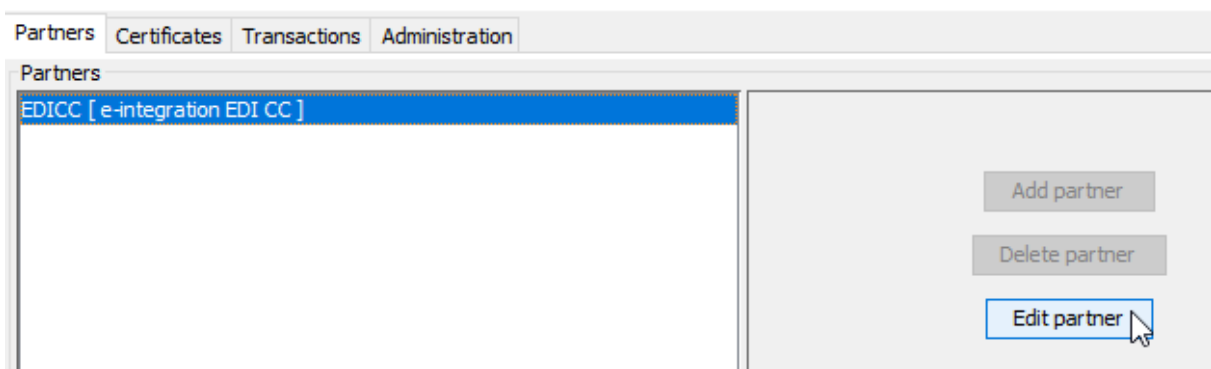 Partners Certificates Transactions Administration
Partners
EDICC [ e-integration EDI CC ]
Add partner
Delete partner
Edit partner